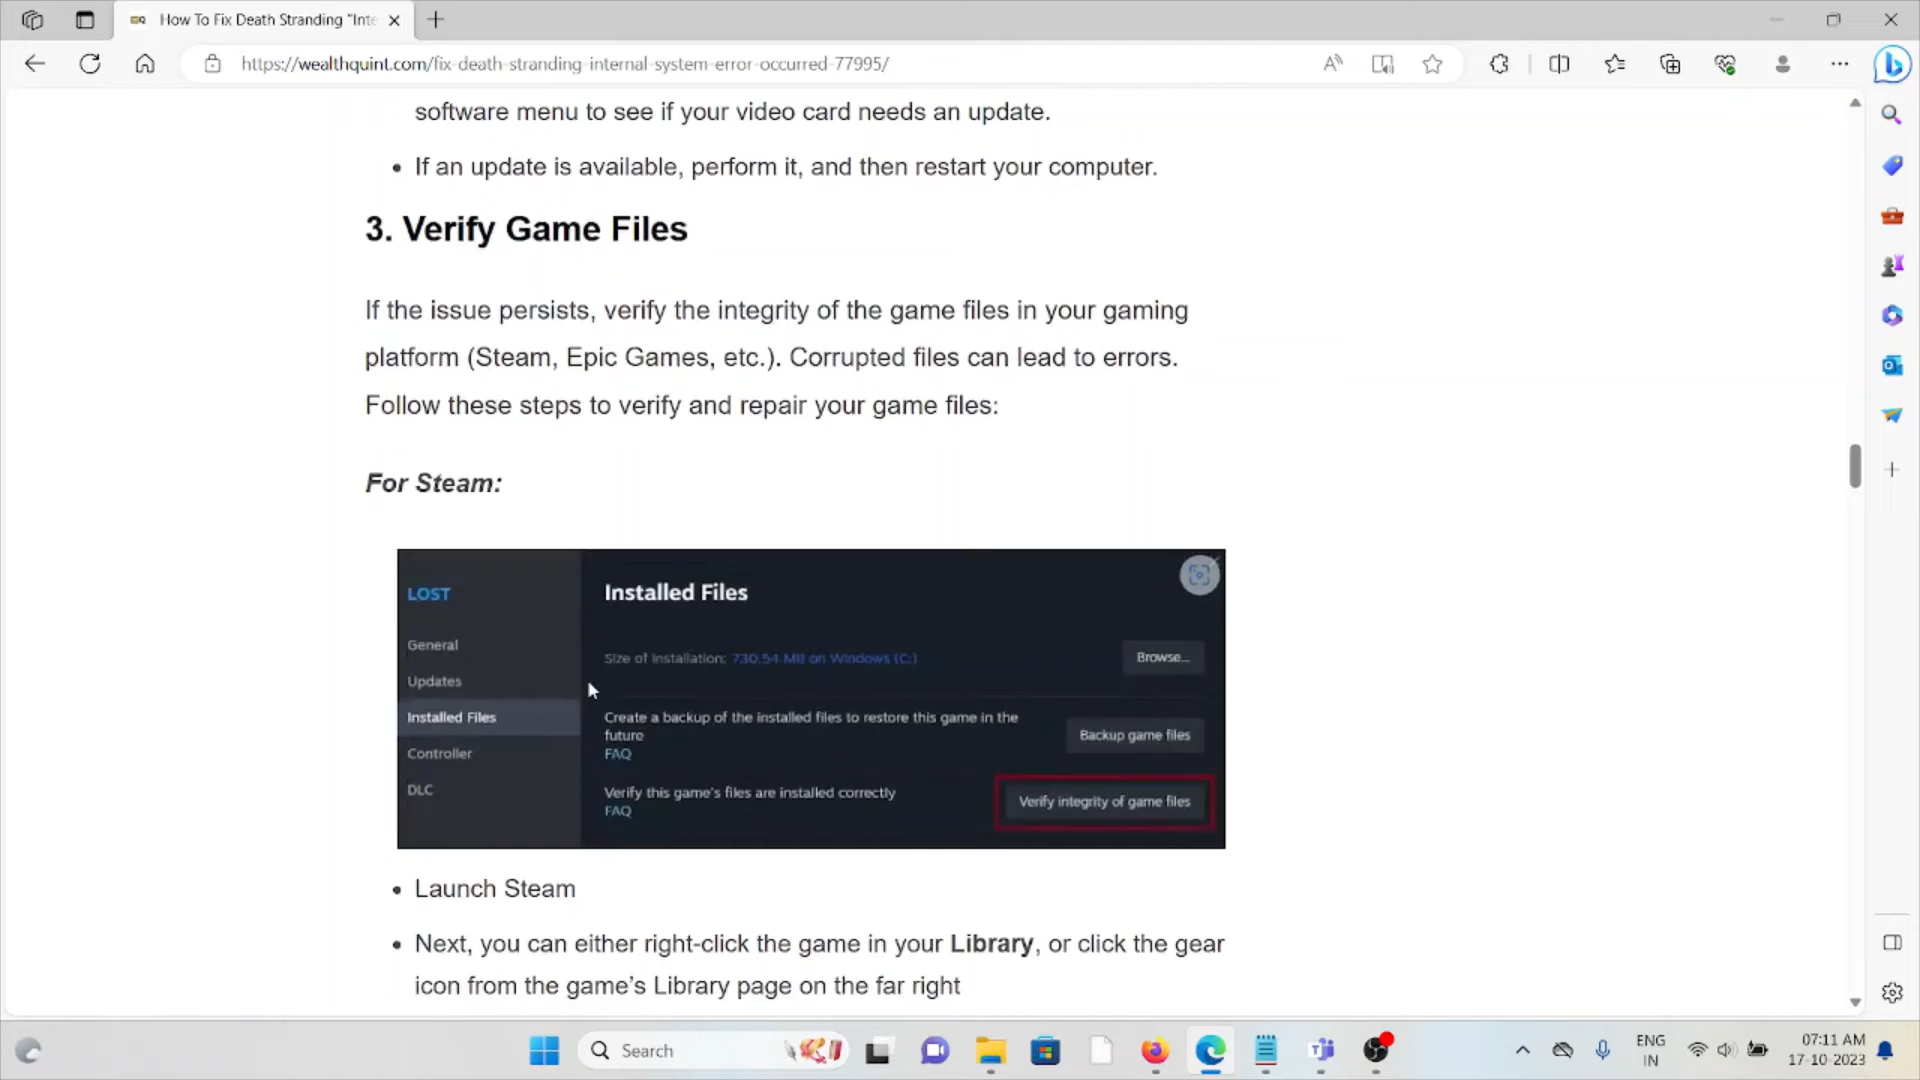 How To Fix Death Stranding "Inte
https://wealthquint.com/fix-death-stranding-internal-system-error-occurred-77995/
software menu to see if your video card needs an update.
• If an update is available, perform it, and then restart your computer.
3. Verify Game Files
If the issue persists, verify the integrity of the game files in your gaming
platform (Steam, Epic Games, etc.). Corrupted files can lead to errors.
Follow these steps to verify and repair your game files:
For Steam:
LOST
General
Updates
Installed Files
Controller
DLC
Installed Files
Size of Installation: 730.54 MB on Windows (C:)
Browse...
Create a backup of the installed files to restore this game in the
future
FAQ
Backup game files
Verify this game's files are installed correctly
FAQ
Verify integrity of game files
• Launch Steam
• Next, you can either right-click the game in your Library, or click the gear
icon from the game’s Library page on the far right
Search
ENG
IN
07:11 AM
17-10-2023